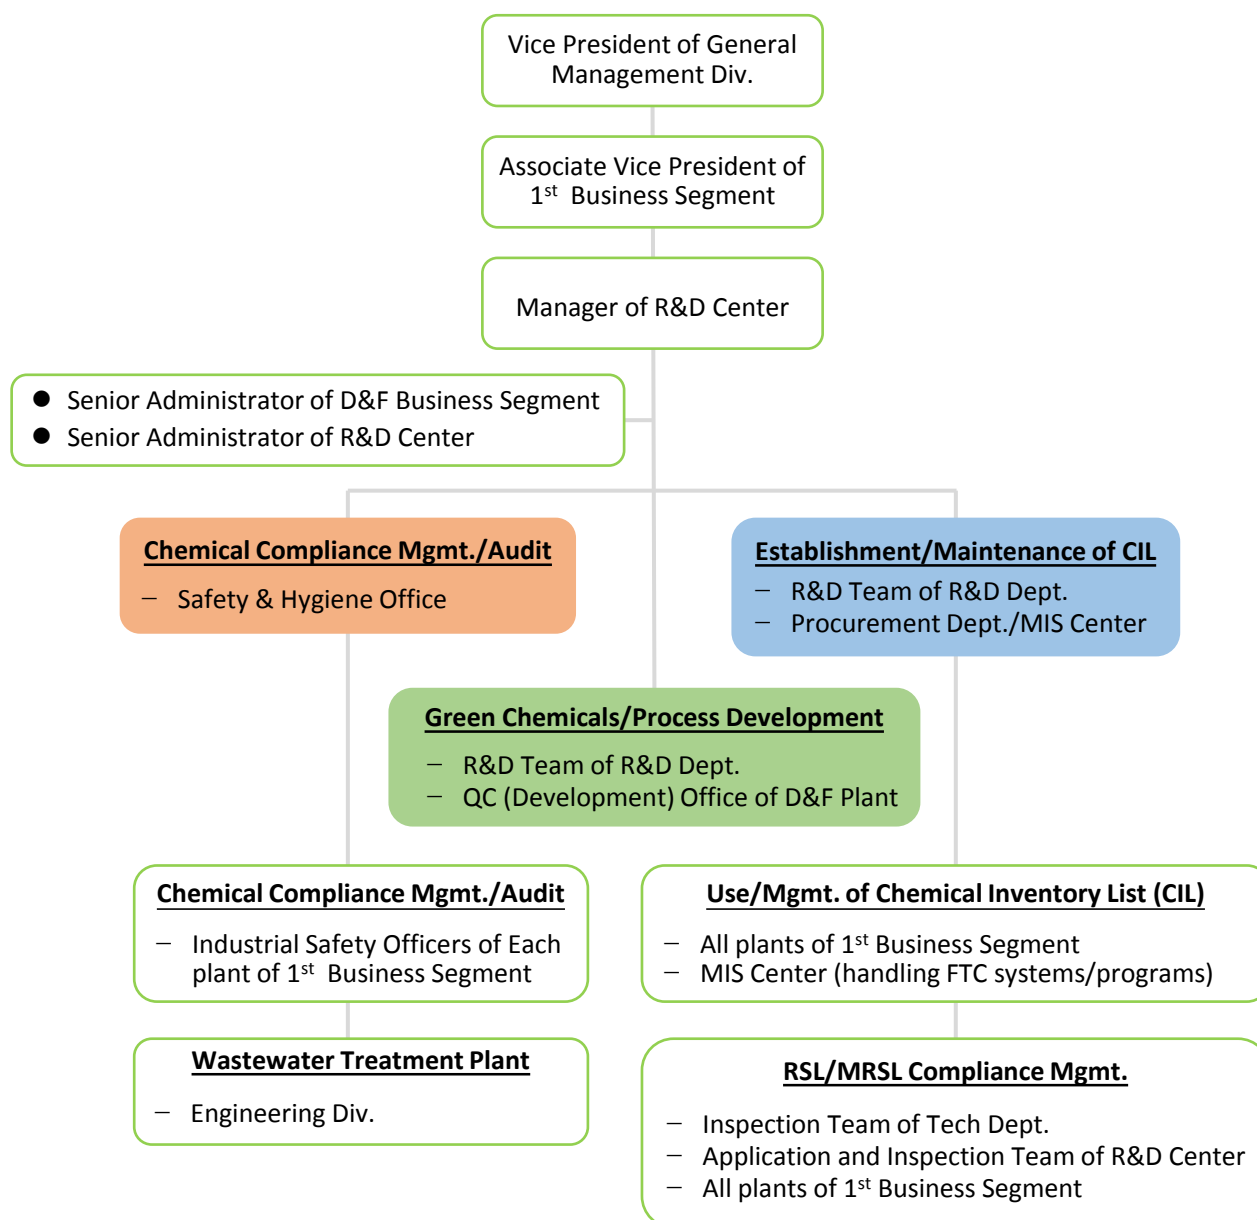 Vice President of General
Management Div.
Associate Vice President of
1st Business Segment
Manager of R&D Center
● Senior Administrator of D&F Business Segment
● Senior Administrator of R&D Center
Chemical Compliance Mgmt./Audit
– Safety & Hygiene Office
Establishment/Maintenance of CIL
– R&D Team of R&D Dept.
– Procurement Dept./MIS Center
Green Chemicals/Process Development
– R&D Team of R&D Dept.
– QC (Development) Office of D&F Plant
Chemical Compliance Mgmt./Audit
– Industrial Safety Officers of Each
plant of 1st Business Segment
Use/Mgmt. of Chemical Inventory List (CIL)
– All plants of 1st Business Segment
– MIS Center (handling FTC systems/programs)
Wastewater Treatment Plant
– Engineering Div.
RSL/MRSL Compliance Mgmt.
– Inspection Team of Tech Dept.
– Application and Inspection Team of R&D Center
– All plants of 1st Business Segment